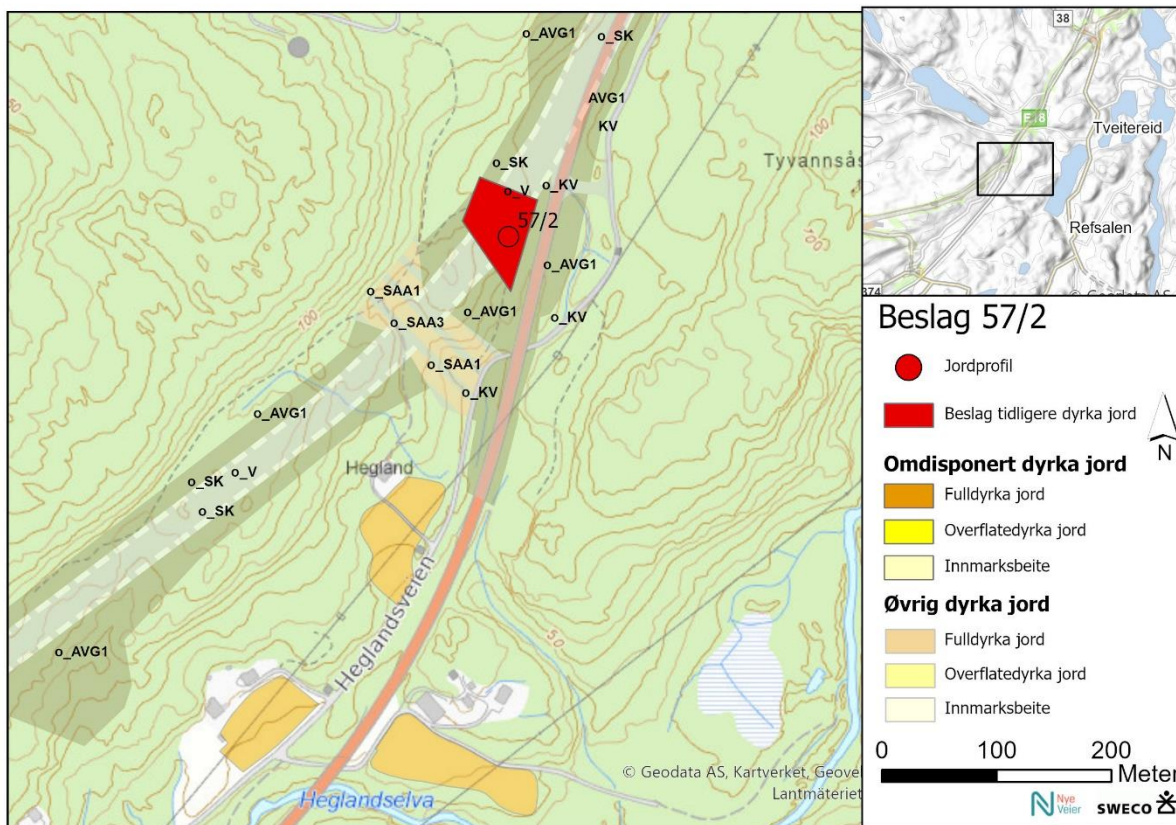 o_AVG1
o_SK
AVG1
KV
Tyvannsås
o_SK
o_V
o_KV
57/2
o_AVG1
o_SAA1
o_AVG1
o_KV
o_SAA3
o_SAA1
o_KV
o_AVG1
Hegland
o_V
o_SK
o_SK
Heglandsveien
50
100
100
100
o_AVG1
Heglandselva
© Geodata AS, Kartverket, Geove
Lantmäteriet
38
E18
Tveitereid
Refsalen
374
© Geodata AS
Beslag 57/2
Jordprofil
Beslag tidligere dyrka jord
N
Omdisponert dyrka jord
Fulldyrka jord
Overflatedyrka jord
Innmarksbeite
Øvrig dyrka jord
Fulldyrka jord
Overflatedyrka jord
Innmarksbeite
0 100 200
Meter
Nye
Veier
SWECO